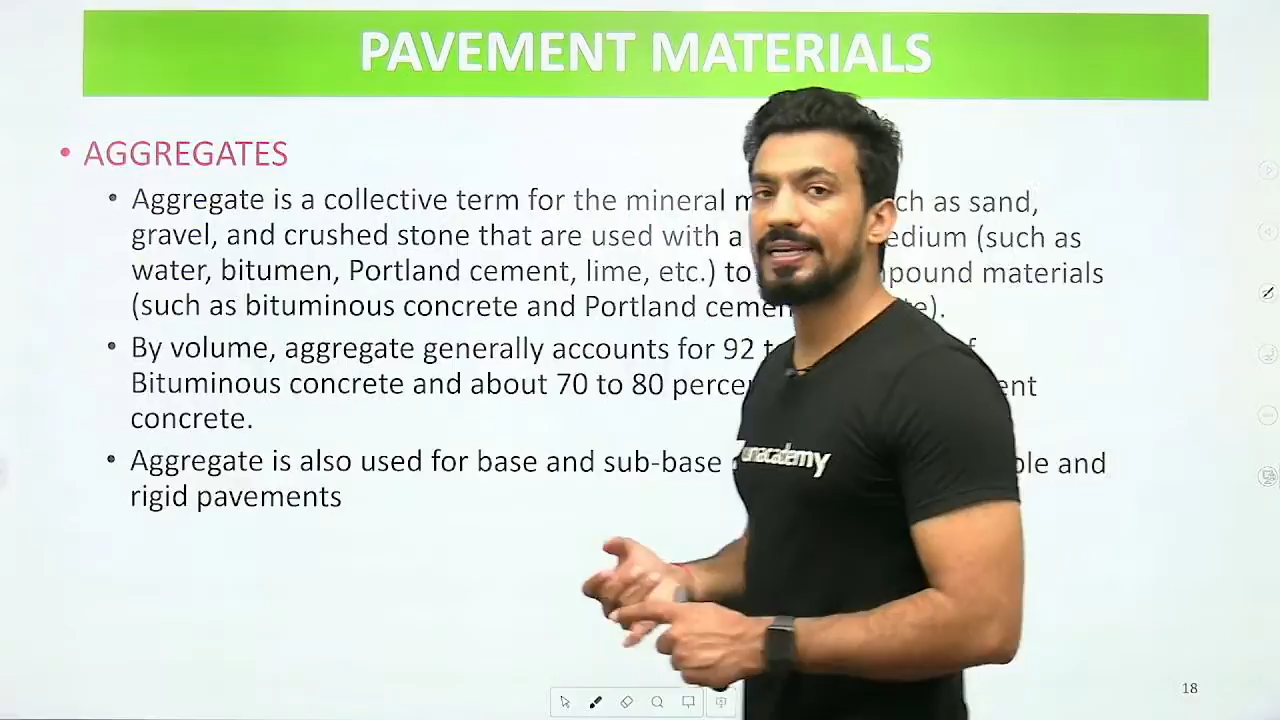 PAVEMENT MATERIALS
• AGGREGATES
• Aggregate is a collective term for the mineral m ch as sand,
gravel, and crushed stone that are used with a edium (such as
water, bitumen, Portland cement, lime, etc.) to mpound materials
(such as bituminous concrete and Portland cemen e).
• By volume, aggregate generally accounts for 92 t f
Bituminous concrete and about 70 to 80 perce ent
concrete.
• Aggregate is also used for base and sub-base ble and
rigid pavements
unacademy
18